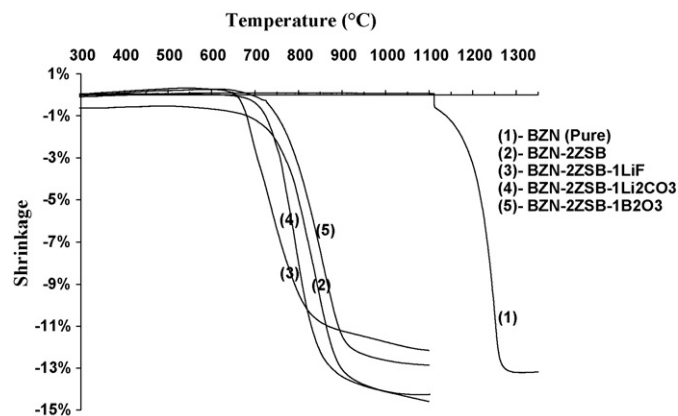 Temperature (°C)
300 400 500 600 700 800 900 1000 1100 1200 1300
1%
-1%
-3%
-5%
-7%
-9%
-11%
-13%
-15%
Shrinkage
(1)- BZN (Pure)
(2)- BZN-2ZSB
(3)- BZN-2ZSB-1LiF
(4)- BZN-2ZSB-1Li2CO3
(5)- BZN-2ZSB-1B2O3
(4)
(5)
(3)
(2)
(1)